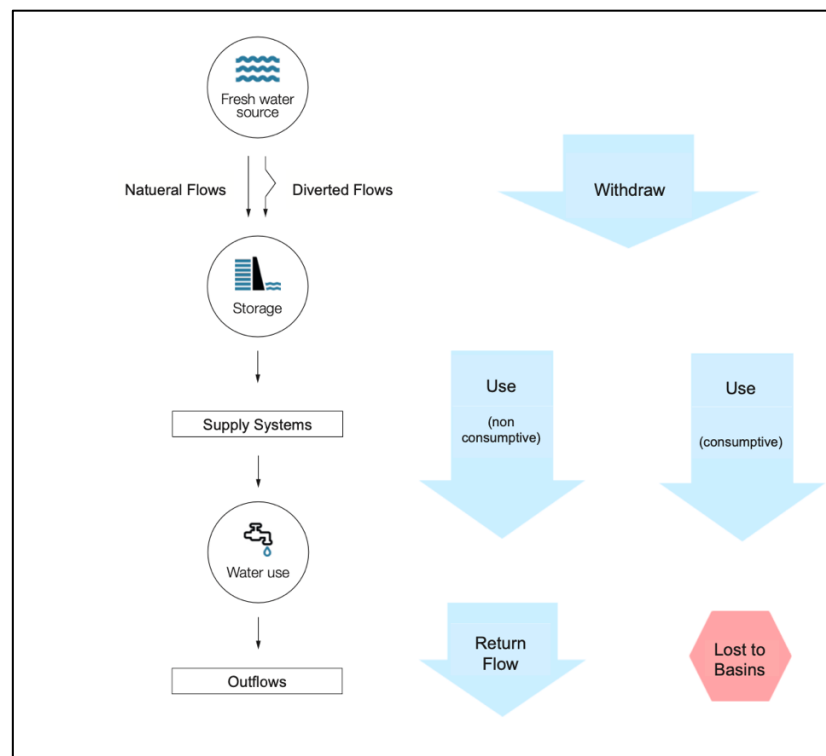 Fresh water
source
Natueral Flows
Diverted Flows
Withdraw
Storage
Use
(non
consumptive)
Use
(consumptive)
Supply Systems
Water use
Return
Flow
Lost to
Basins
Outflows